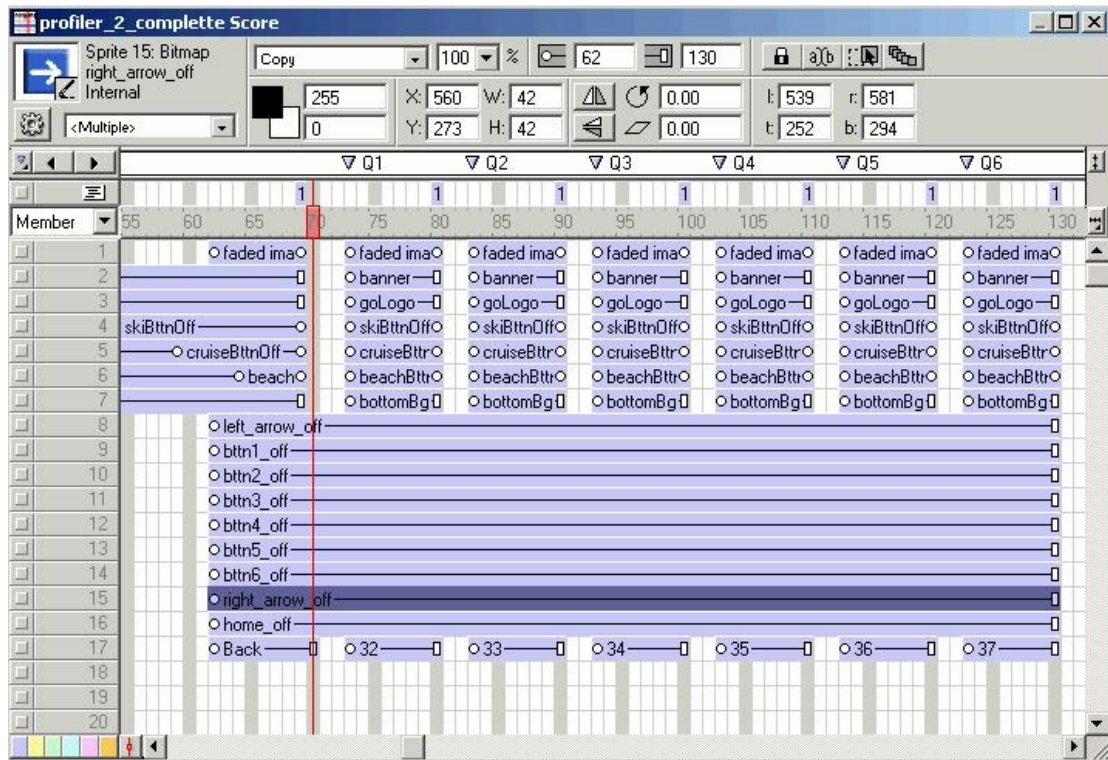 profiler_2_complette Score
Sprite 15: Bitmap
right_arrow_off
Internal
Copy 100 % 62 130 a(b
<Multiple> 255 X: 560 W: 42 0.00 l: 539 r: 581
0 Y: 273 H: 42 0.00 t: 252 b: 294
Q1 Q2 Q3 Q4 Q5 Q6
1 1 1 1 1 1 1
Member 55 60 65 70 75 80 85 90 95 100 105 110 115 120 125 130
1 faded ima faded ima faded ima faded ima faded ima faded ima faded ima
2 banner banner banner banner banner banner
3 goLogo goLogo goLogo goLogo goLogo goLogo
4 skiBttnOff skiBttnOff skiBttnOff skiBttnOff skiBttnOff skiBttnOff skiBttnOff
5 cruiseBttnOff cruiseBttr cruiseBttr cruiseBttr cruiseBttr cruiseBttr cruiseBttr
6 beach beachBttr beachBttr beachBttr beachBttr beachBttr beachBttr
7 bottomBg bottomBg bottomBg bottomBg bottomBg bottomBg
8 left_arrow_off
9 bttn1_off
10 bttn2_off
11 bttn3_off
12 bttn4_off
13 bttn5_off
14 bttn6_off
15 right_arrow_off
16 home_off
17 Back 32 33 34 35 36 37
18
19
20